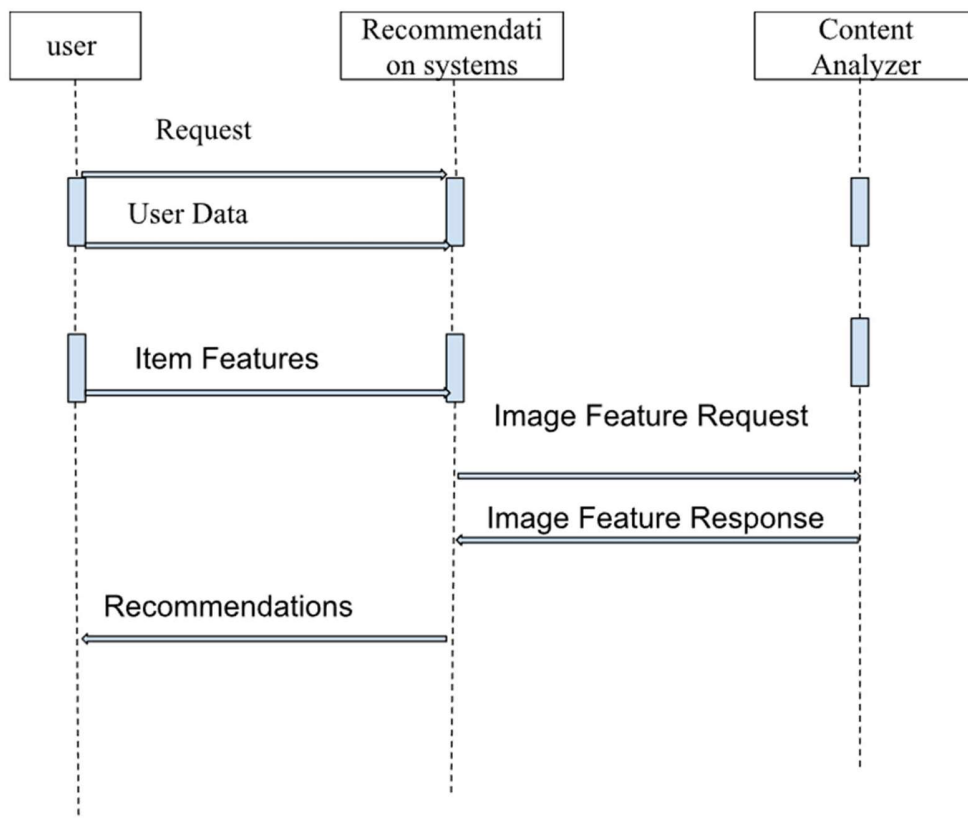 user
Recommendati
on systems
Content
Analyzer
Request
User Data
Item Features
Image Feature Request
Image Feature Response
Recommendations